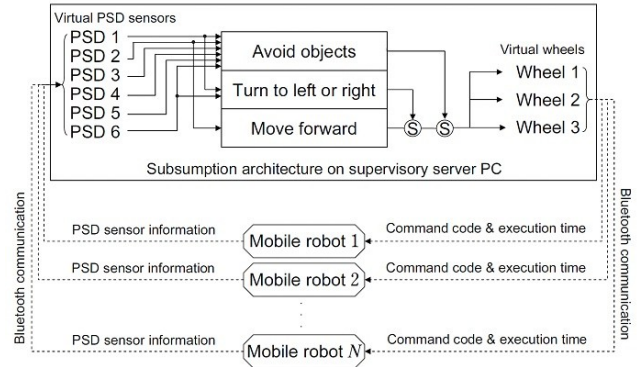 Virtual PSD sensors
PSD 1
PSD 2
PSD 3
PSD 4
PSD 5
PSD 6
Avoid objects
Turn to left or right
Move forward
S
S
Virtual wheels
Wheel 1
Wheel 2
Wheel 3
Subsumption architecture on supervisory server PC
Bluetooth communication
Bluetooth communication
PSD sensor information
Mobile robot 1
Command code & execution time
PSD sensor information
Mobile robot 2
Command code & execution time
PSD sensor information
Mobile robot N
Command code & execution time